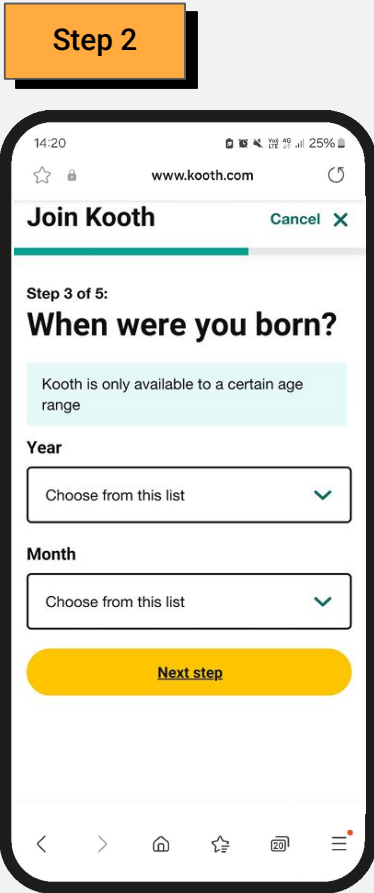 Step 2
14:20
25%
www.kooth.com
Join Kooth
Cancel
Step 3 of 5:
When were you born?
Kooth is only available to a certain age
range
Year
Choose from this list
Month
Choose from this list
Next step
20